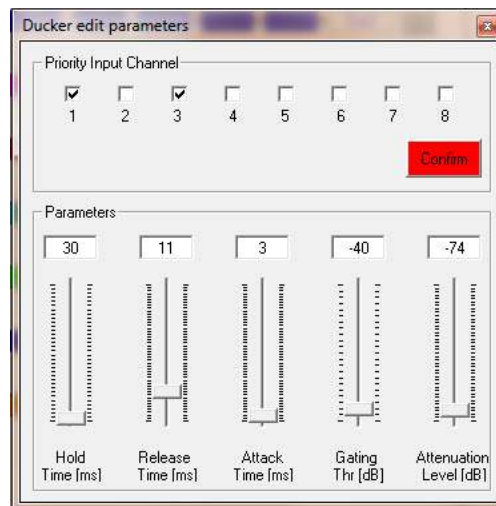 Ducker edit parameters
Priority Input Channel
1 2 3 4 5 6 7 8
Confirm
Parameters
30 11 3 -40 -74
Hold Release Attack Gating Attenuation
Time [ms] Time [ms] Time [ms] Thr [dB] Level [dB]